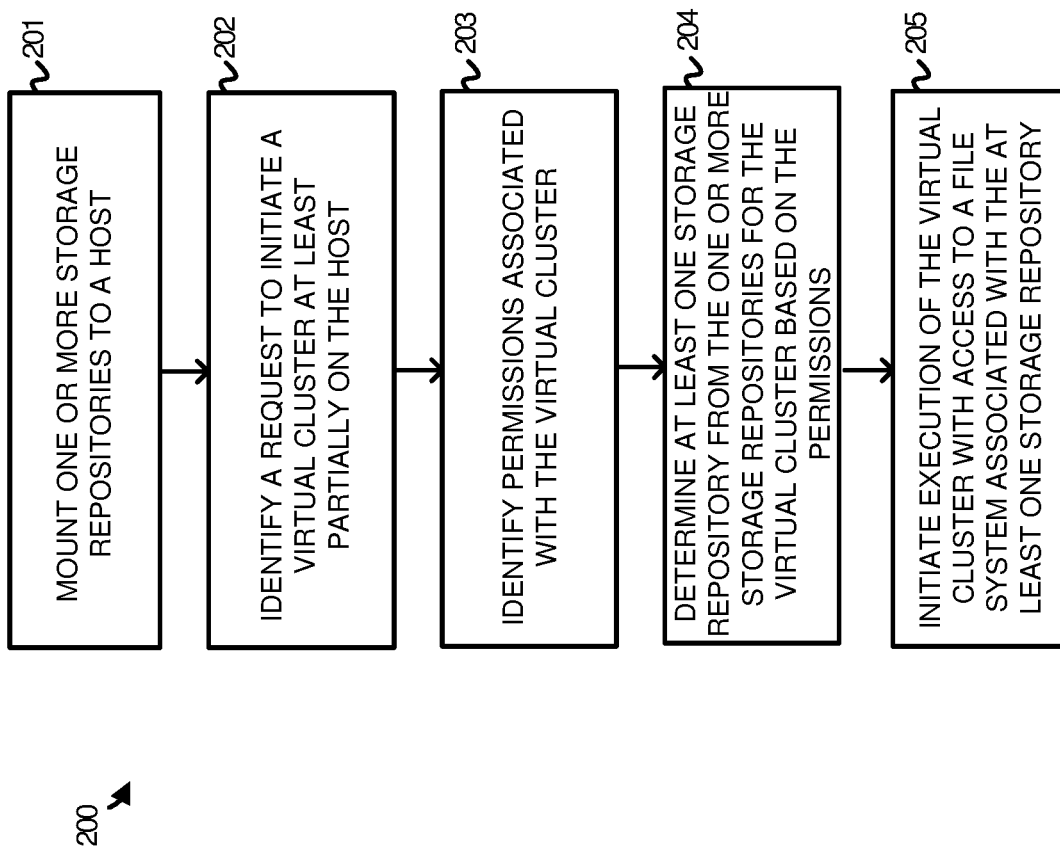 200
201
MOUNT ONE OR MORE STORAGE
REPOSITORIES TO A HOST
202
IDENTIFY A REQUEST TO INITIATE A
VIRTUAL CLUSTER AT LEAST
PARTIALLY ON THE HOST
203
IDENTIFY PERMISSIONS ASSOCIATED
WITH THE VIRTUAL CLUSTER
204
DETERMINE AT LEAST ONE STORAGE
REPOSITORY FROM THE ONE OR MORE
STORAGE REPOSITORIES FOR THE
VIRTUAL CLUSTER BASED ON THE
PERMISSIONS
205
INITIATE EXECUTION OF THE VIRTUAL
CLUSTER WITH ACCESS TO A FILE
SYSTEM ASSOCIATED WITH THE AT
LEAST ONE STORAGE REPOSITORY